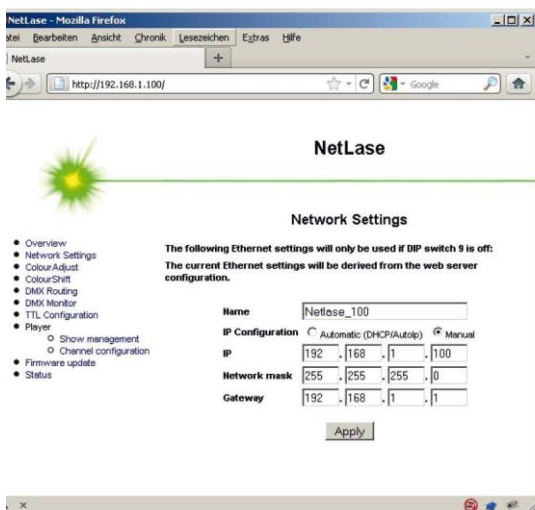 NetLase - Mozilla Firefox
Bearbeiten Ansicht Chronik Lesezeichen Extras Hilfe
NetLase
http://192.168.1.100/
Google
NetLase
Network Settings
Overview
Network Settings
ColourAdjust
ColourShift
DMX Routing
DMX Monitor
TTL Configuration
Player
Show management
Channel configuration
Firmware update
Status
The following Ethernet settings will only be used if DIP switch 9 is off:
The current Ethernet settings will be derived from the web server
configuration.
Name Netlase_100
IP Configuration Automatic (DHCP/AutoIp) Manual
IP 192 . 168 . 1 . 100
Network mask 255 . 255 . 255 . 0
Gateway 192 . 168 . 1 . 1
Apply